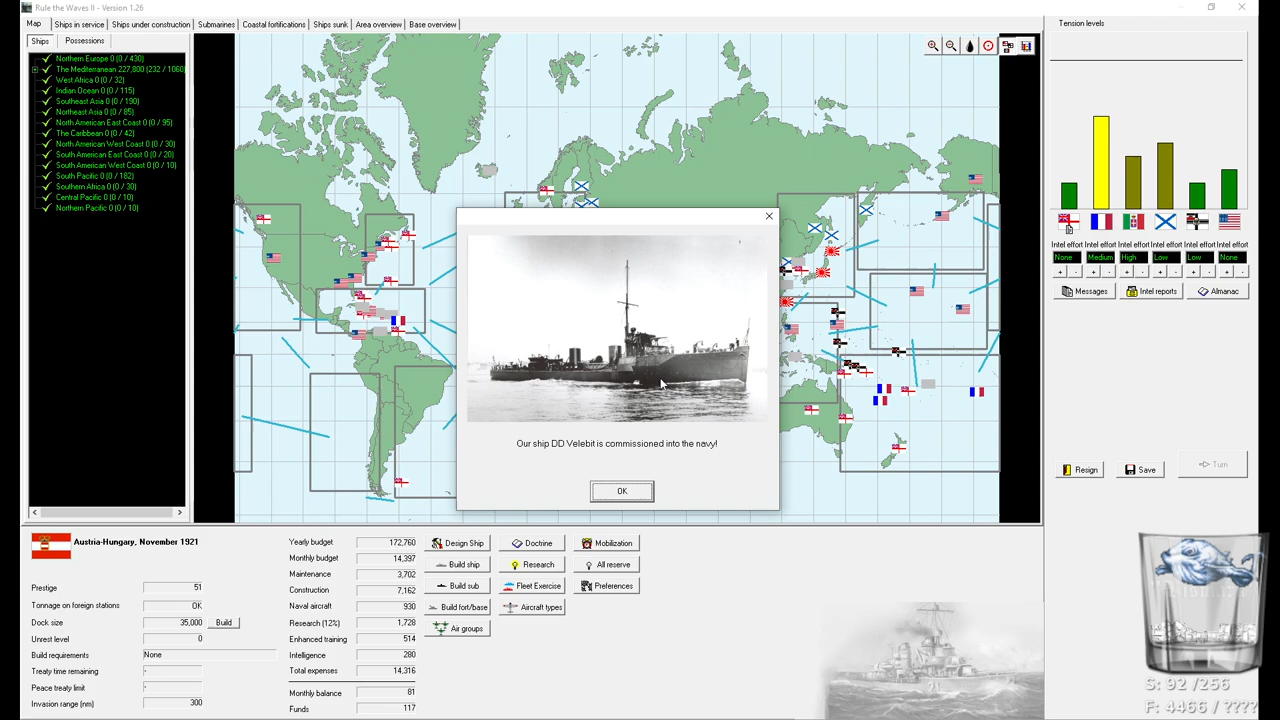 Rule the Waves II - Version 1.26
Map
Ships in service
Ships under construction
Submarines
Coastal fortifications
Ships sunk
Area overview
Base overview
Ships
Possessions
Northern Europe 0 (0 / 430)
The Mediterranean 227,800 (232 / 1060)
West Africa 0 (0 / 32)
Indian Ocean 0 (0 / 115)
Southeast Asia 0 (0 / 190)
Northeast Asia 0 (0 / 85)
North American East Coast 0 (0 / 95)
The Caribbean 0 (0 / 42)
North American West Coast 0 (0 / 30)
South American East Coast 0 (0 / 20)
South American West Coast 0 (0 / 10)
South Pacific 0 (0 / 182)
Southern Africa 0 (0 / 30)
Central Pacific 0 (0 / 10)
Northern Pacific 0 (0 / 10)
Our ship DD Velebit is commissioned into the navy!
OK
Tension levels
Intel effort Intel effort Intel effort Intel effort Intel effort Intel effort
None Medium High Low Low None
+ - + - + - + - + - + -
Messages
Intel reports
Almanac
Resign
Save
Turn
Austria-Hungary, November 1921
Prestige 51
Tonnage on foreign stations OK
Dock size 35,000 Build
Unrest level 0
Build requirements None
Treaty time remaining -
Peace treaty limit -
Invasion range (nm) 300
Yearly budget 172,760
Monthly budget 14,397
Maintenance 3,702
Construction 7,162
Naval aircraft 930
Research (12%) 1,728
Enhanced training 514
Intelligence 280
Total expenses 14,316
Monthly balance 81
Funds 117
Design Ship
Doctrine
Mobilization
Build ship
Research
All reserve
Build sub
Fleet Exercise
Preferences
Build fort/base
Aircraft types
Air groups
S: 92 /256
F: 4466 / ????